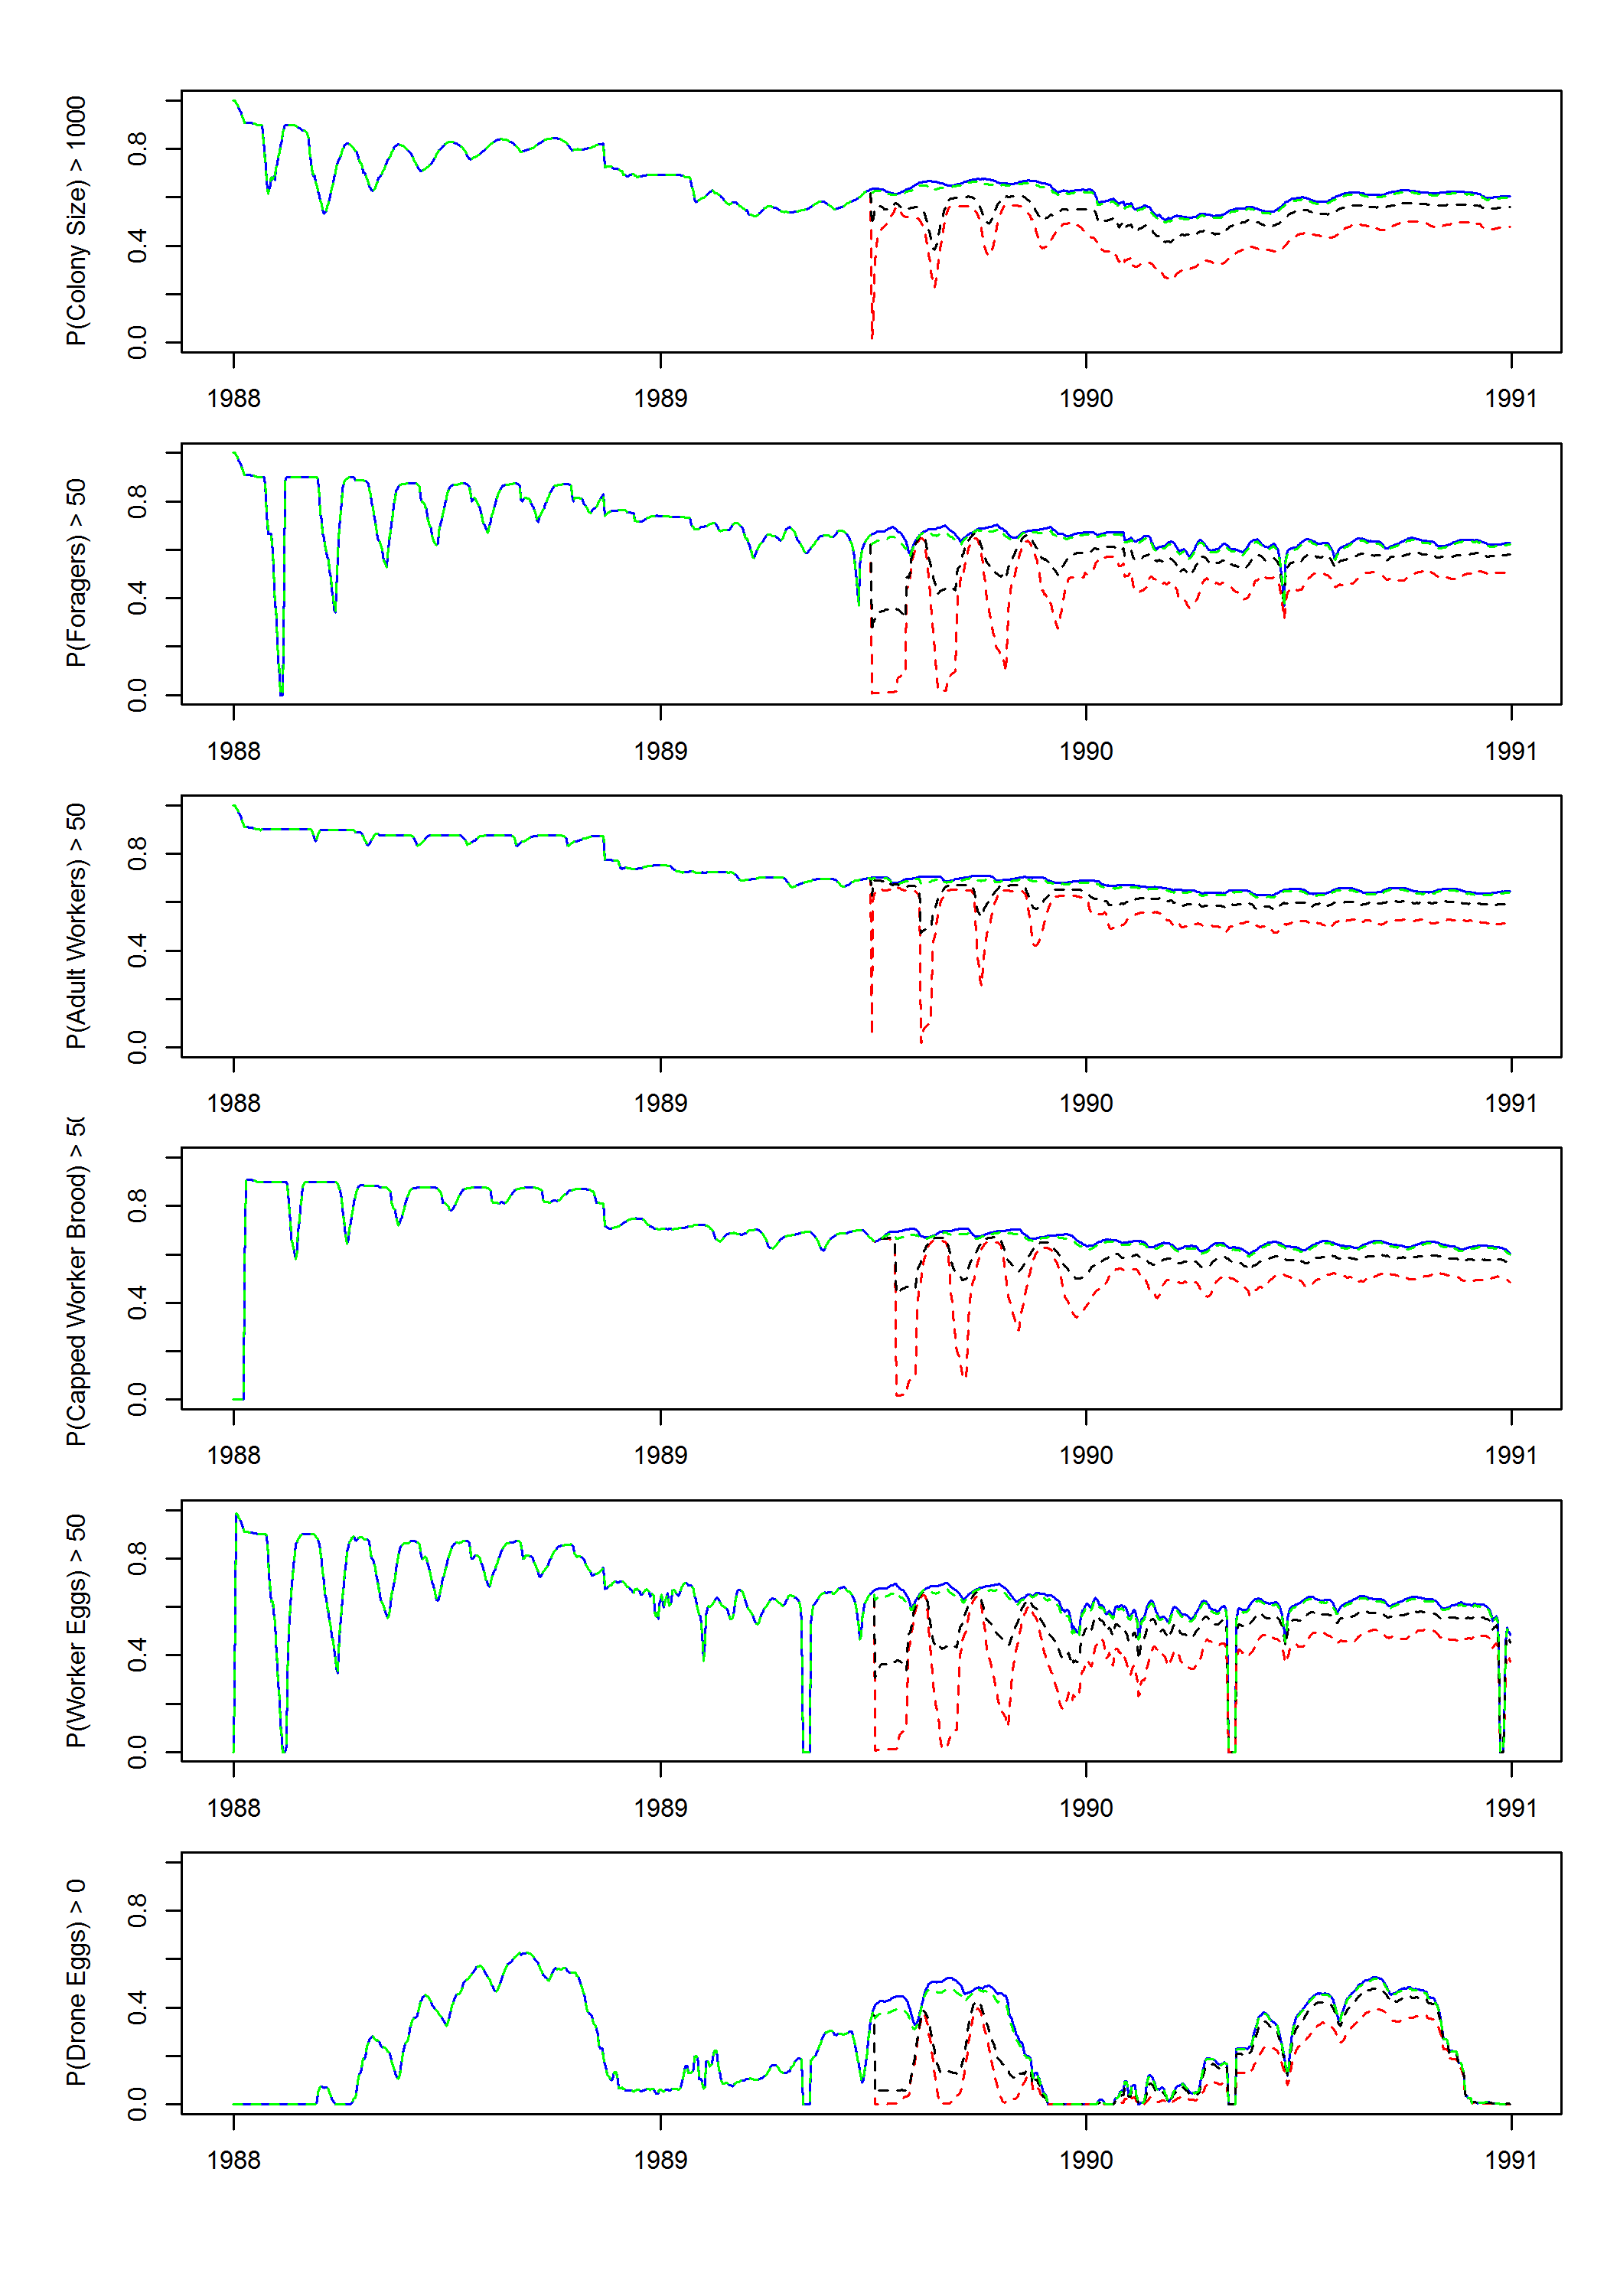 P(Colony Size) > 1000
0.0 0.4 0.8
1988 1989 1990 1991
P(Foragers) > 50
0.0 0.4 0.8
1988 1989 1990 1991
P(Adult Workers) > 50
0.0 0.4 0.8
1988 1989 1990 1991
P(Capped Worker Brood) > 5(
0.0 0.4 0.8
1988 1989 1990 1991
P(Worker Eggs) > 50
0.0 0.4 0.8
1988 1989 1990 1991
P(Drone Eggs) > 0
0.0 0.4 0.8
1988 1989 1990 1991